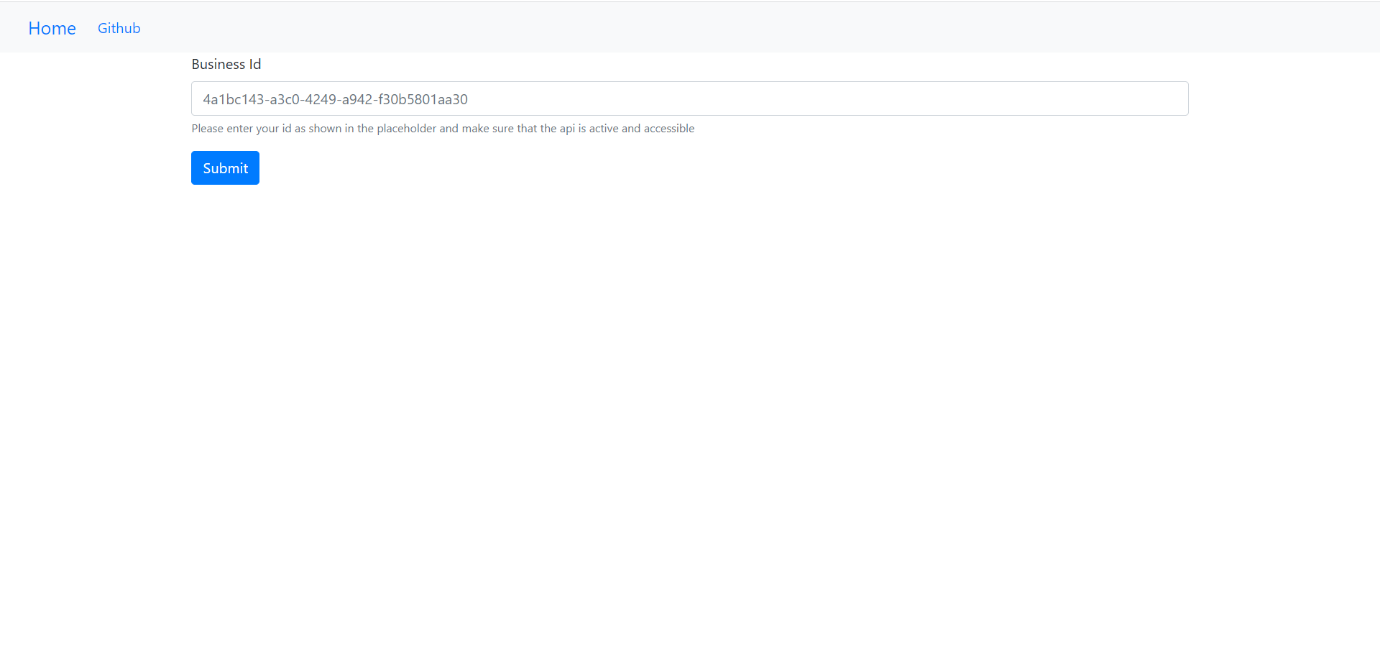 Home Github
Business Id
4a1bc143-a3c0-4249-a942-f30b5801aa30
Please enter your id as shown in the placeholder and make sure that the api is active and accessible
Submit